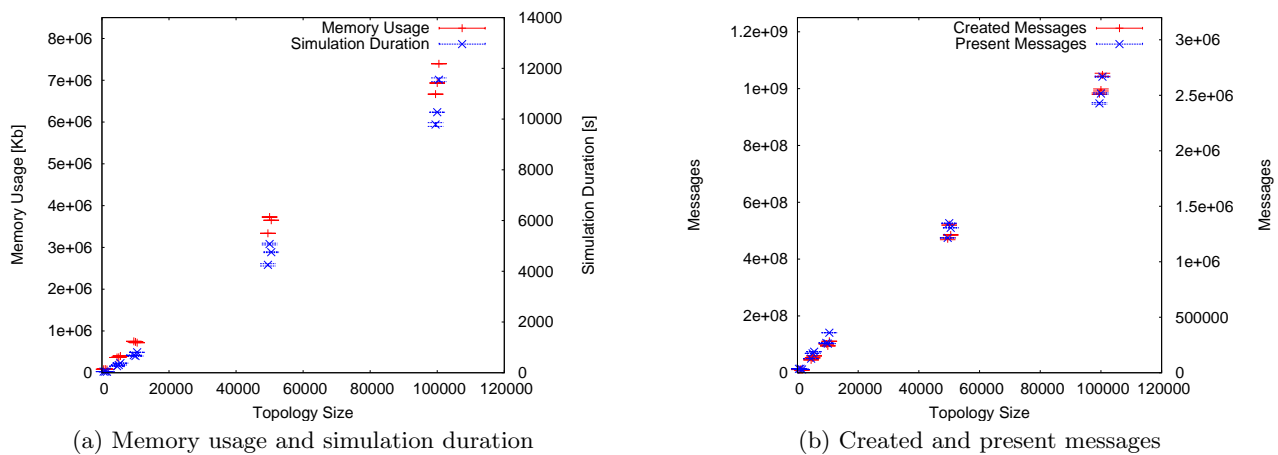 8e+06
7e+06
6e+06
5e+06
4e+06
3e+06
2e+06
1e+06
0
14000
12000
10000
8000
6000
4000
2000
0
0 20000 40000 60000 80000 100000 120000
Memory Usage [Kb]
Simulation Duration [s]
Topology Size
Memory Usage
Simulation Duration
(a) Memory usage and simulation duration
1.2e+09
1e+09
8e+08
6e+08
4e+08
2e+08
0
3e+06
2.5e+06
2e+06
1.5e+06
1e+06
500000
0
0 20000 40000 60000 80000 100000 120000
Messages
Messages
Topology Size
Created Messages
Present Messages
(b) Created and present messages